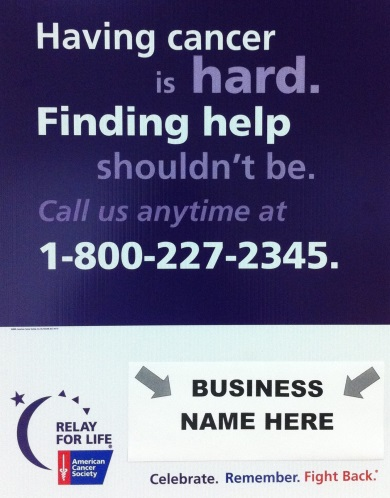 Having cancer
is hard.
Finding help
shouldn't be.
Call us anytime at
1-800-227-2345.
BUSINESS
NAME HERE
RELAY
FOR LIFE®
American
Cancer
Society
Celebrate. Remember. Fight Back.®